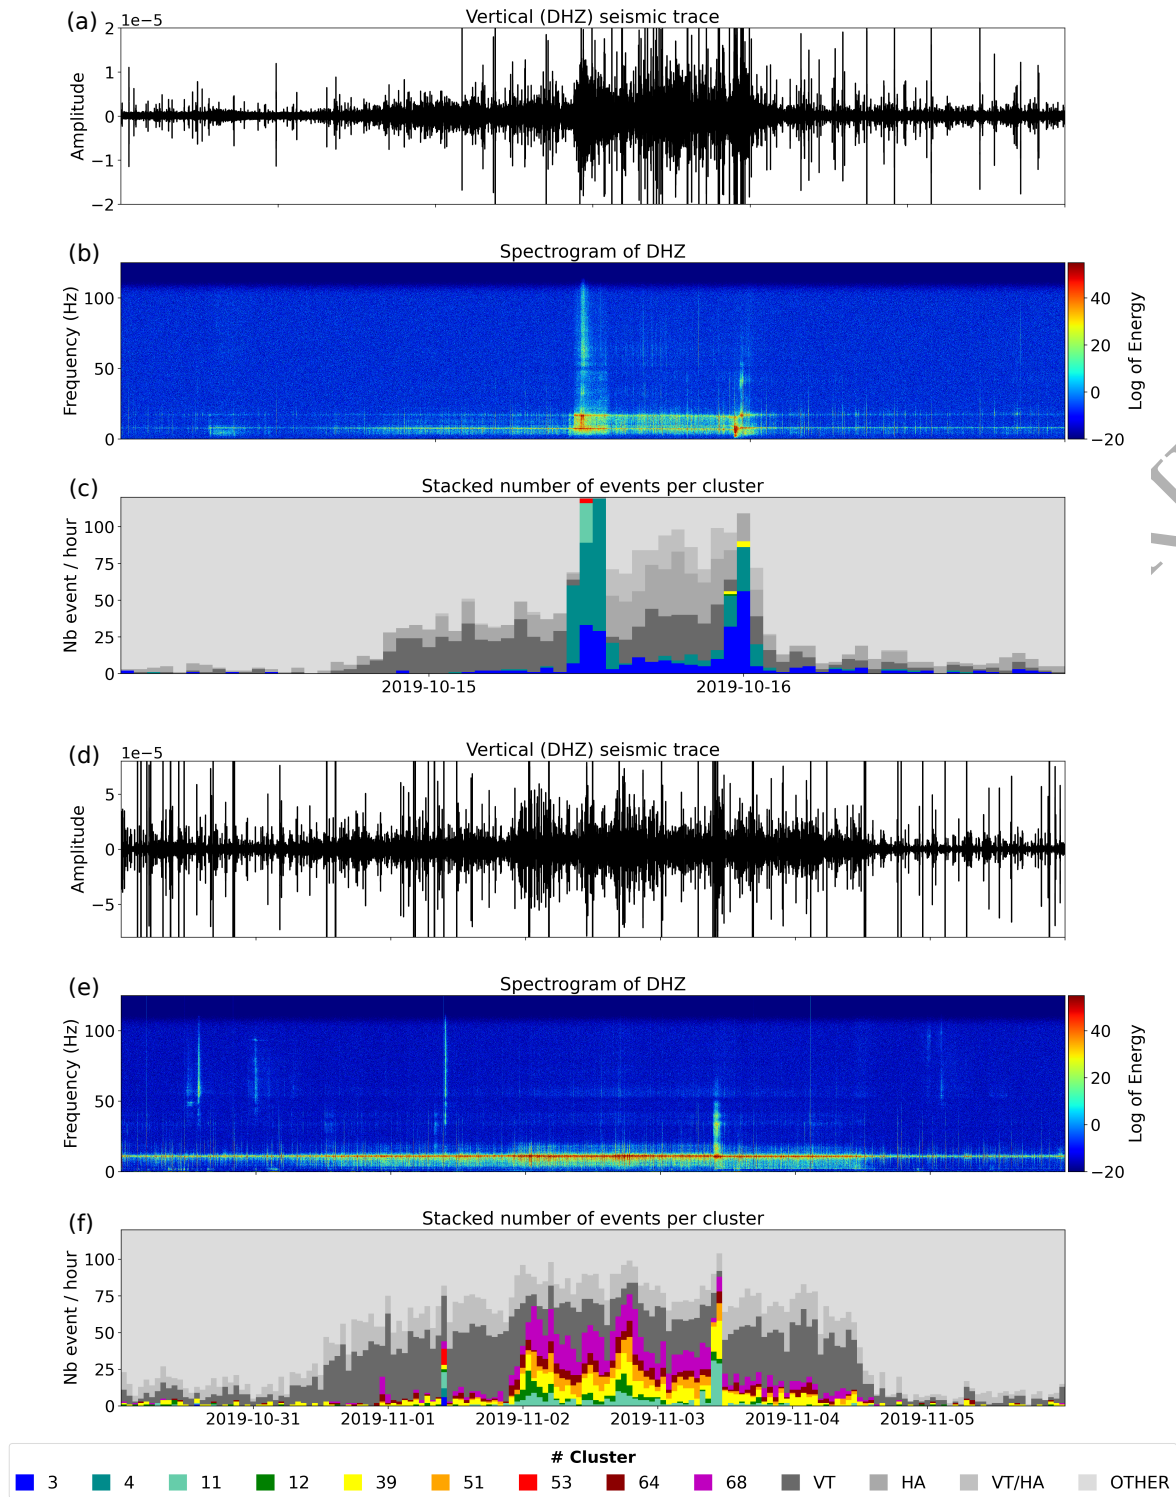 (a)
1e−5
Vertical (DHZ) seismic trace
Amplitude
2
1
0
−1
−2
(b)
Spectrogram of DHZ
Frequency (Hz)
100
50
0
40
20
0
−20
Log of Energy
(c)
Stacked number of events per cluster
Nb event / hour
100
75
50
25
0
2019-10-15 2019-10-16
(d)
1e−5
Vertical (DHZ) seismic trace
Amplitude
5
0
−5
(e)
Spectrogram of DHZ
Frequency (Hz)
100
50
0
40
20
0
−20
Log of Energy
(f)
Stacked number of events per cluster
Nb event / hour
100
75
50
25
0
2019-10-31 2019-11-01 2019-11-02 2019-11-03 2019-11-04 2019-11-05
# Cluster
3 4 11 12 39 51 53 64 68 VT HA VT/HA OTHER